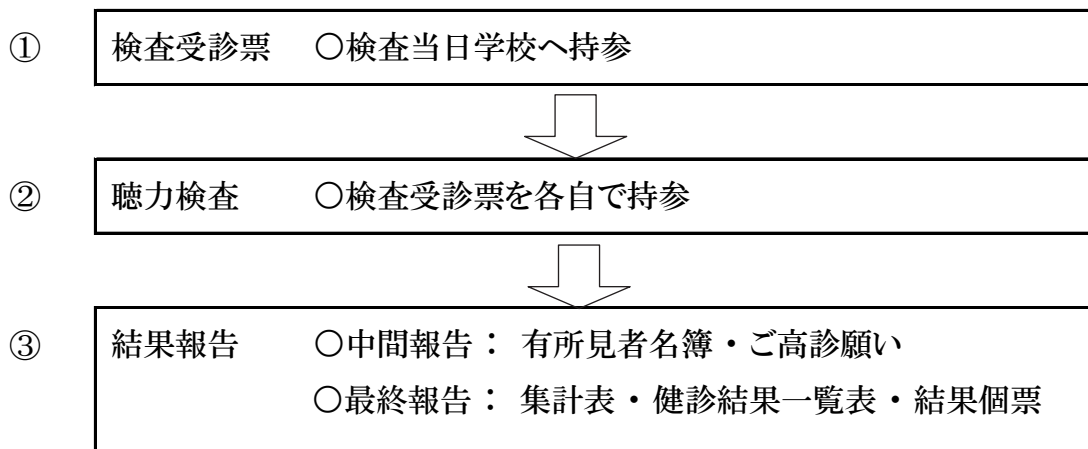 ① 検査受診票 ○検査当日学校へ持参
② 聴力検査 ○検査受診票を各自で持参
③ 結果報告 ○中間報告： 有所見者名簿・ご高診願い
○最終報告： 集計表・健診結果一覧表・結果個票